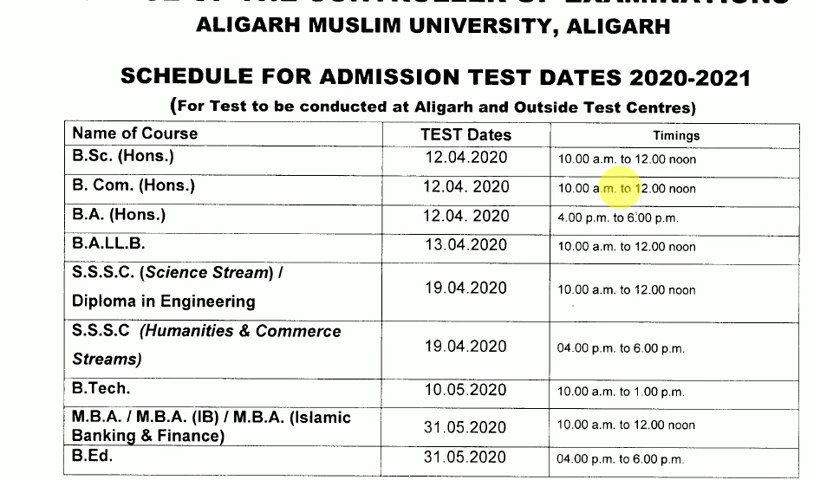 OF THE CONTROLLER OF EXAMINATIONS
ALIGARH MUSLIM UNIVERSITY, ALIGARH
SCHEDULE FOR ADMISSION TEST DATES 2020-2021
(For Test to be conducted at Aligarh and Outside Test Centres)
Name of Course TEST Dates Timings
B.Sc. (Hons.) 12.04.2020 10.00 a.m. to 12.00 noon
B. Com. (Hons.) 12.04. 2020 10.00 a.m. to 12.00 noon
B.A. (Hons.) 12.04.2020 4.00 p.m. to 6:00 p.m.
B.A.LL.B. 13.04.2020 10.00 a.m. to 12.00 noon
S.S.S.C. (Science Stream) /
Diploma in Engineering 19.04.2020 10.00 a.m. to 12.00 noon
S.S.S.C (Humanities & Commerce
Streams) 19.04.2020 04.00 p.m. to 6.00 p.m.
B.Tech. 10.05.2020 10.00 a.m. to 1.00 p.m.
M.B.A. / M.B.A. (IB) / M.B.A. (Islamic
Banking & Finance) 31.05.2020 10.00 a.m. to 12.00 noon
B.Ed. 31.05.2020 04.00 p.m. to 6.00 p.m.